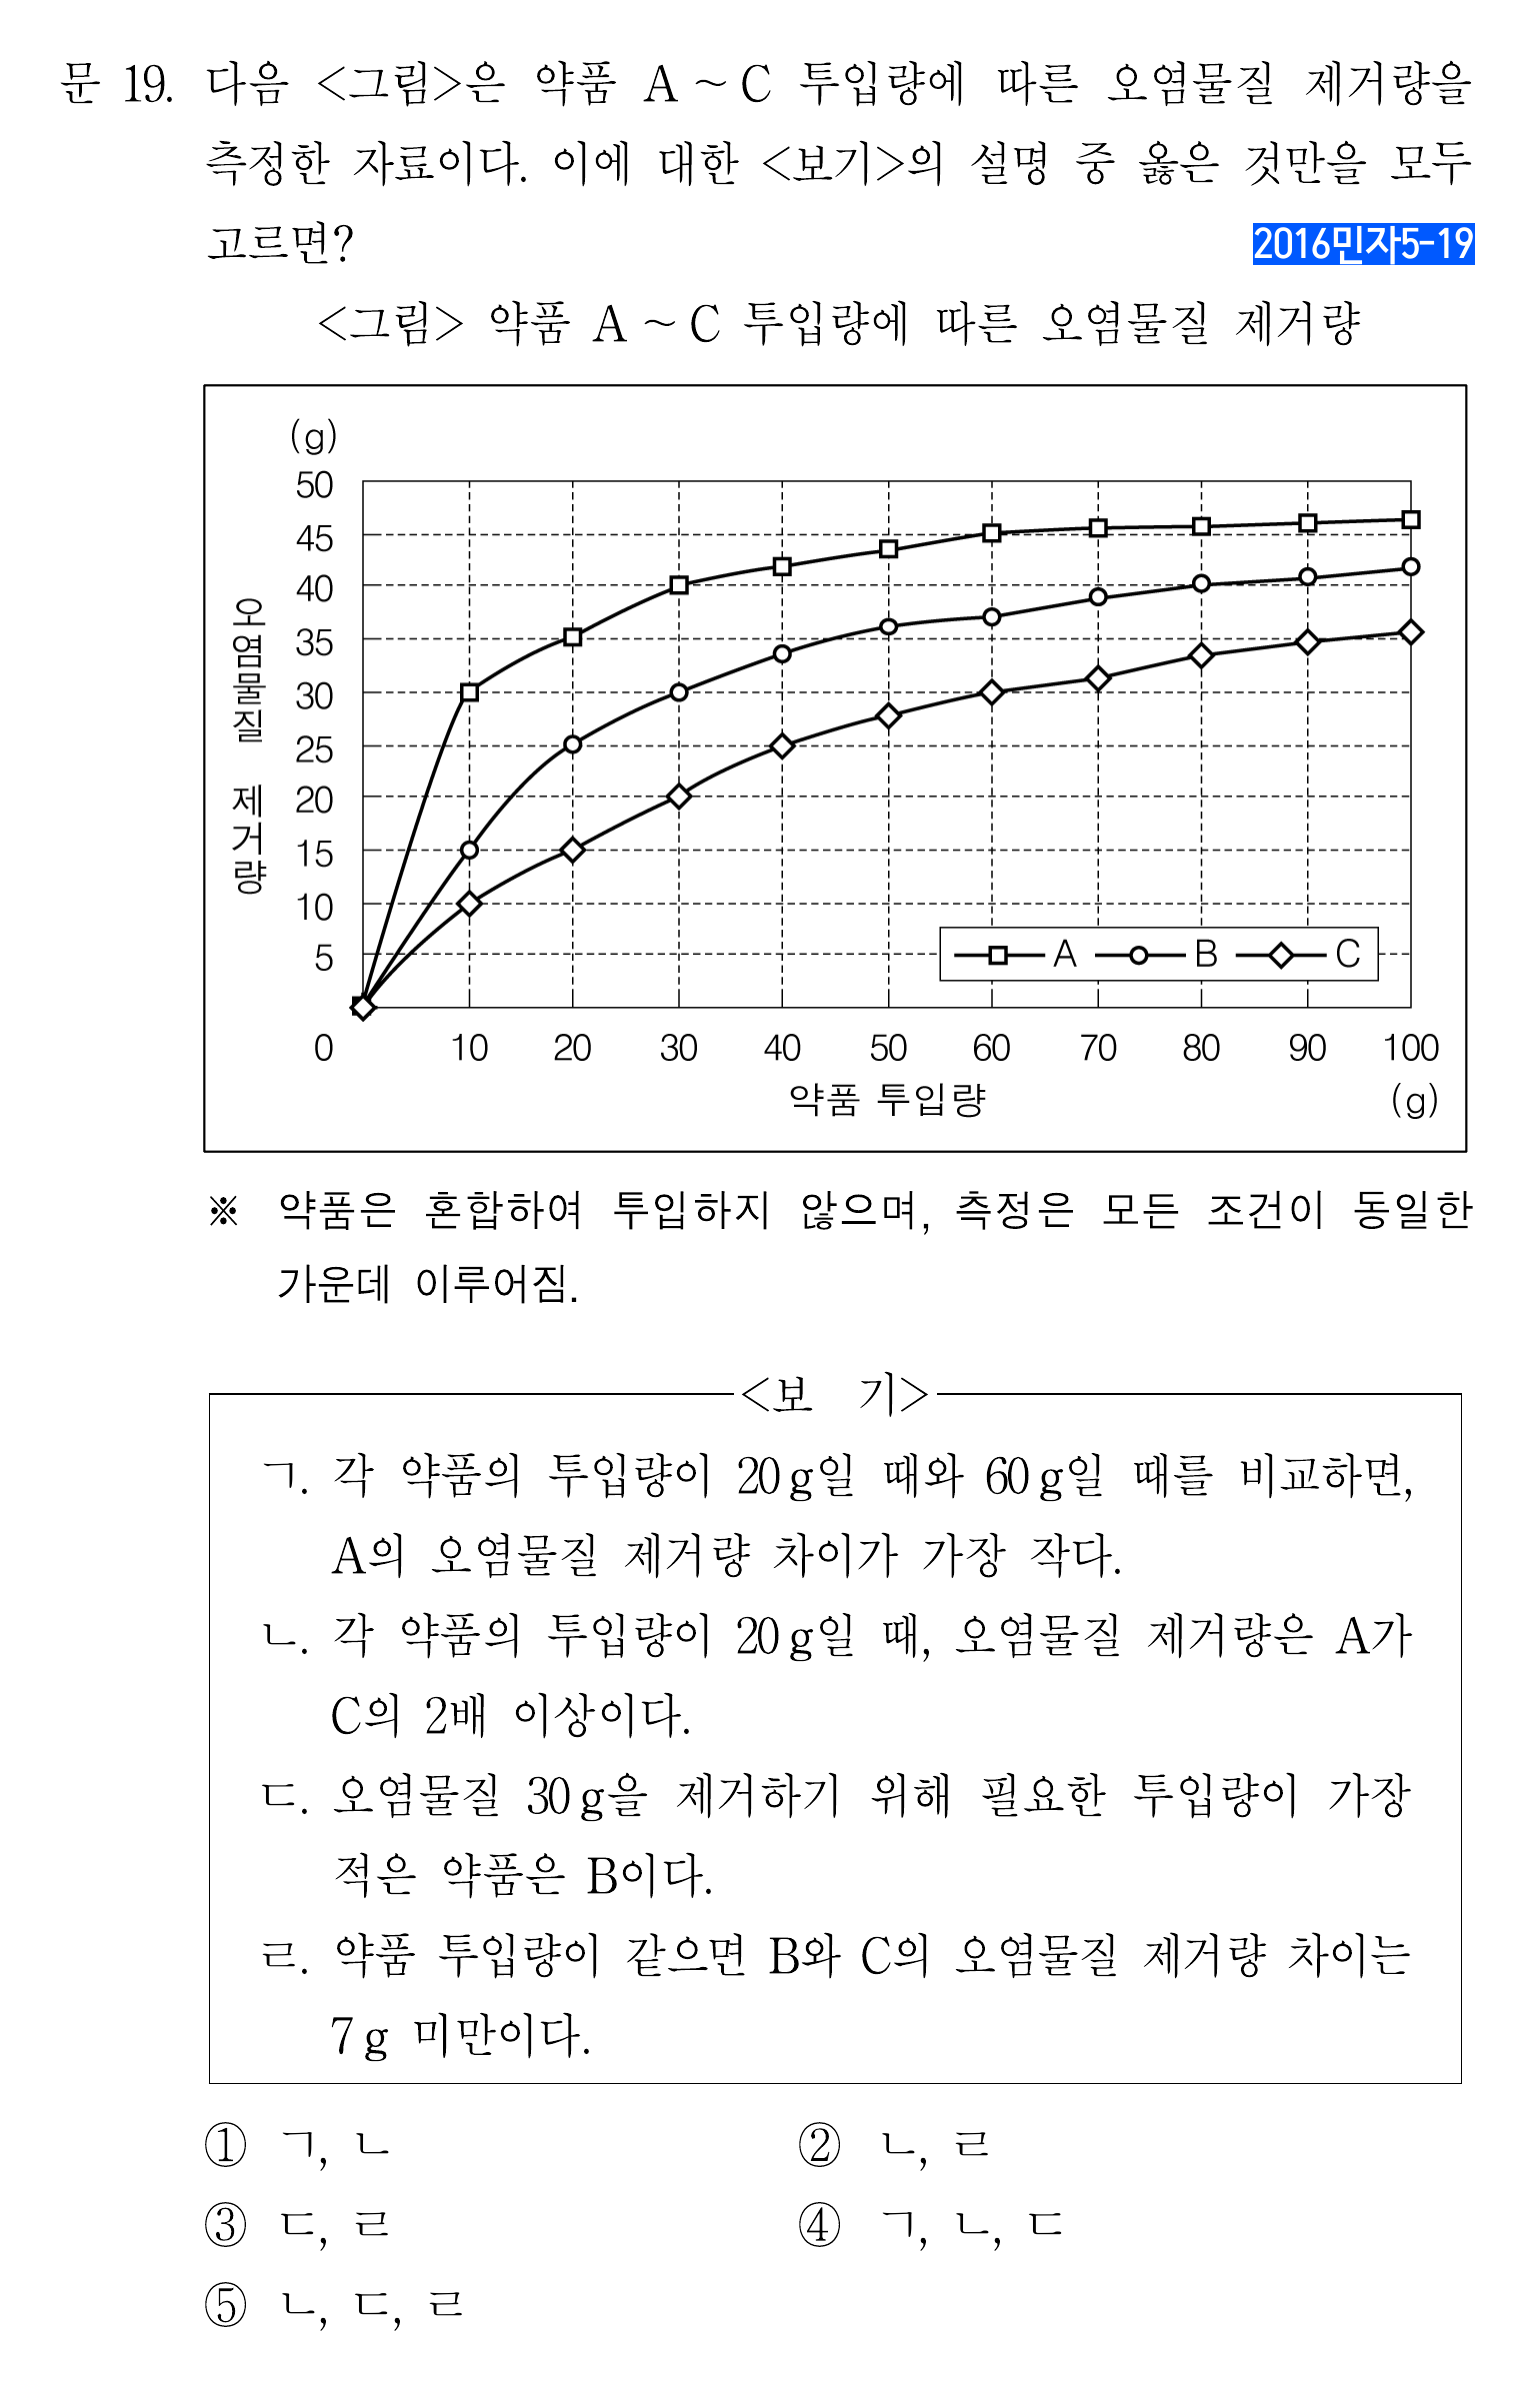 문 19. 다음 <그림>은 약품 A ~ C 투입량에 따른 오염물질 제거량을
측정한 자료이다. 이에 대한 <보기>의 설명 중 옳은 것만을 모두
고르면?
2016민자5-19
<그림> 약품 A ~ C 투입량에 따른 오염물질 제거량
(g)
50
45
40
35
30
25
20
15
10
5
오염물질 제거량
A B C
0 10 20 30 40 50 60 70 80 90 100
약품 투입량 (g)
※ 약품은 혼합하여 투입하지 않으며, 측정은 모든 조건이 동일한
가운데 이루어짐.
<보 기>
ㄱ. 각 약품의 투입량이 20 g일 때와 60 g일 때를 비교하면,
A의 오염물질 제거량 차이가 가장 작다.
ㄴ. 각 약품의 투입량이 20 g일 때, 오염물질 제거량은 A가
C의 2배 이상이다.
ㄷ. 오염물질 30 g을 제거하기 위해 필요한 투입량이 가장
적은 약품은 B이다.
ㄹ. 약품 투입량이 같으면 B와 C의 오염물질 제거량 차이는
7 g 미만이다.
① ㄱ, ㄴ ② ㄴ, ㄹ
③ ㄷ, ㄹ ④ ㄱ, ㄴ, ㄷ
⑤ ㄴ, ㄷ, ㄹ